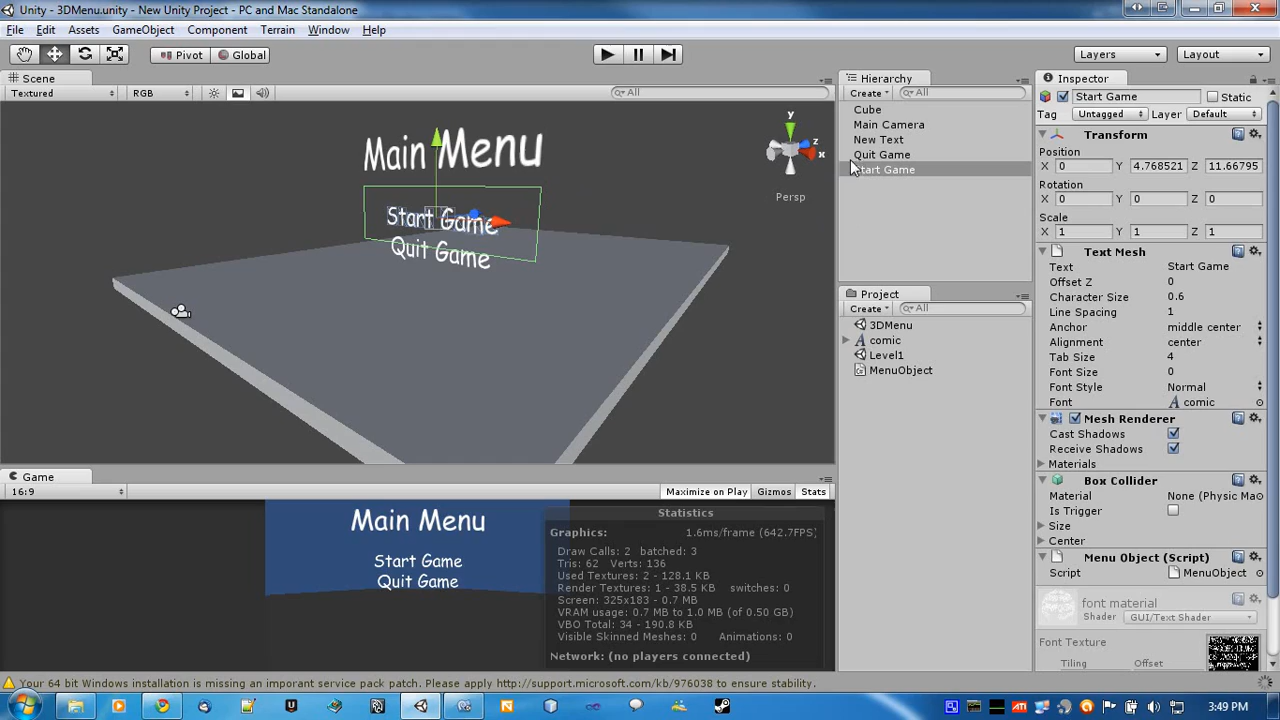 Unity - 3DMenu.unity - New Unity Project - PC and Mac Standalone
File Edit Assets GameObject Component Terrain Window Help
Pivot Global Layers Layout
Scene
Textured RGB All
y
z
x
Persp
Main Menu
Start Game
Quit Game
Hierarchy
Create All
Cube
Main Camera
New Text
Quit Game
Start Game
Project
Create All
3DMenu
comic
Level1
MenuObject
Inspector
Start Game Static
Tag Untagged Layer Default
Transform
Position
X 0 Y 4.768521 Z 11.66795
Rotation
X 0 Y 0 Z 0
Scale
X 1 Y 1 Z 1
Text Mesh
Text Start Game
Offset Z 0
Character Size 0.6
Line Spacing 1
Anchor middle center
Alignment center
Tab Size 4
Font Size 0
Font Style Normal
Font comic
Mesh Renderer
Cast Shadows
Receive Shadows
Materials
Box Collider
Material None (Physic Ma
Is Trigger
Size
Center
Menu Object (Script)
Script MenuObject
font material
Shader GUI/Text Shader
Font Texture
Tiling Offset
Game
16:9 Maximize on Play Gizmos Stats
Main Menu
Start Game
Quit Game
Statistics
Graphics: 1.6ms/frame (642.7FPS)
Draw Calls: 2 batched: 3
Tris: 62 Verts: 136
Used Textures: 2 - 128.1 KB
Render Textures: 1 - 38.5 KB switches: 0
Screen: 325x183 - 0.7 MB
VRAM usage: 0.7 MB to 1.0 MB (of 0.50 GB)
VBO Total: 34 - 190.8 KB
Visible Skinned Meshes: 0 Animations: 0
Network: (no players connected)
Your 64 bit Windows installation is missing an important service pack patch. Please apply http://support.microsoft.com/kb/976038 to ensure stability.
3:49 PM